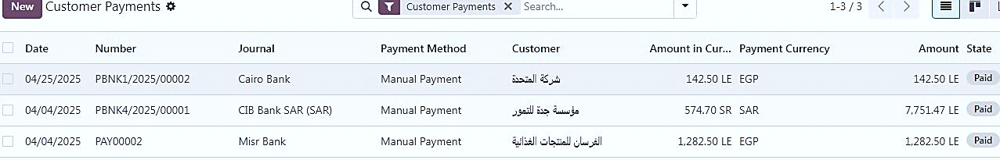 New Customer Payments Customer Payments × Search... 1-3 / 3
Date Number Journal Payment Method Customer Amount in Cur... Payment Currency Amount State
04/25/2025 PBNK1/2025/00002 Cairo Bank Manual Payment شركة المتحدة 142.50 LE EGP 142.50 LE Paid
04/04/2025 PBNK4/2025/00001 CIB Bank SAR (SAR) Manual Payment مؤسسة جدة للتمور 574.70 SR SAR 7,751.47 LE Paid
04/04/2025 PAY00002 Misr Bank Manual Payment الفرسان للمنتجات الغذائية 1,282.50 LE EGP 1,282.50 LE Paid